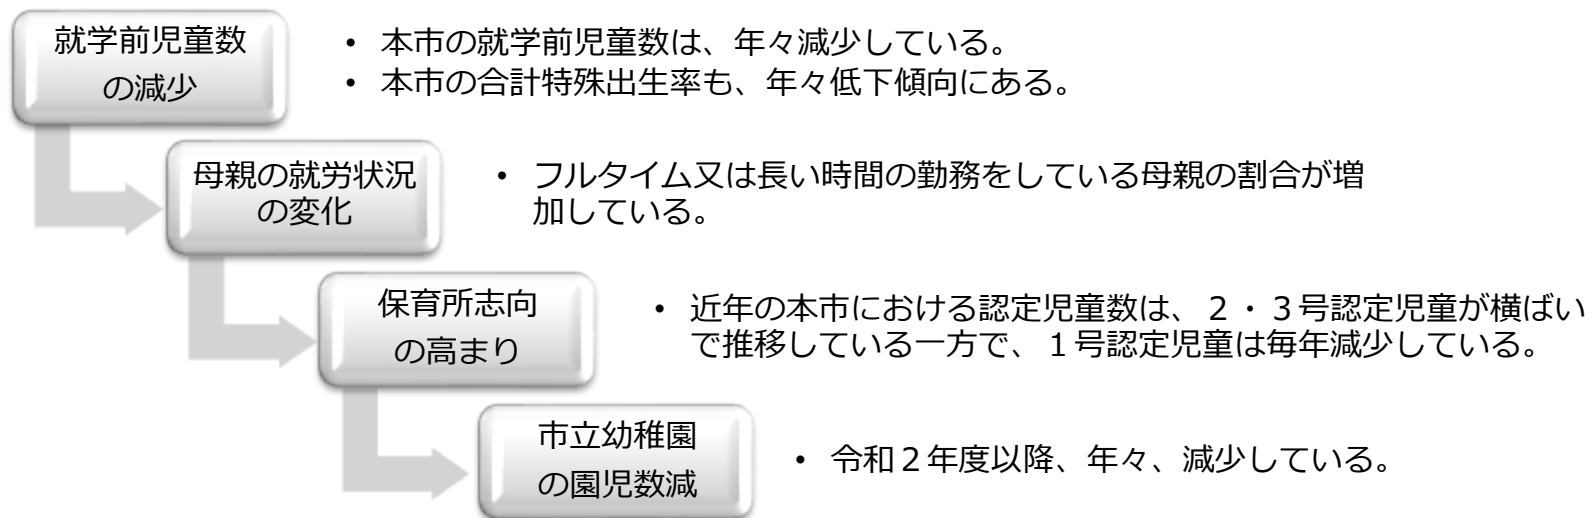 就学前児童数
の減少
• 本市の就学前児童数は、年々減少している。
• 本市の合計特殊出生率も、年々低下傾向にある。
母親の就労状況
の変化
• フルタイム又は長い時間の勤務をしている母親の割合が増
加している。
保育所志向
の高まり
• 近年の本市における認定児童数は、２・３号認定児童が横ばい
で推移している一方で、１号認定児童は毎年減少している。
市立幼稚園
の園児数減
• 令和２年度以降、年々、減少している。